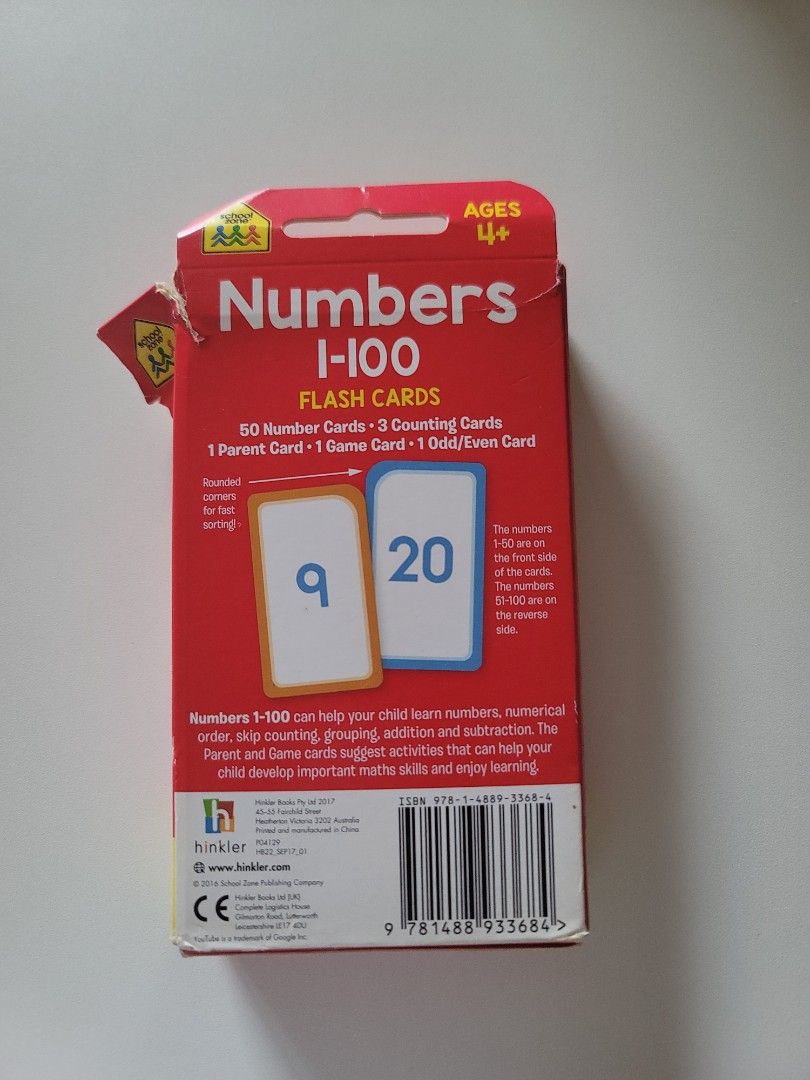 school
zone
AGES
4+
school
zone
Numbers
1-100
FLASH CARDS
50 Number Cards • 3 Counting Cards
1 Parent Card • 1 Game Card • 1 Odd/Even Card
Rounded
corners
for fast
sorting!
9
20
The numbers
1-50 are on
the front side
of the cards.
The numbers
51-100 are on
the reverse
side.
Numbers 1-100 can help your child learn numbers, numerical
order, skip counting, grouping, addition and subtraction. The
Parent and Game cards suggest activities that can help your
child develop important maths skills and enjoy learning.
h
hinkler
Hinkler Books Pty Ltd 2017
45–55 Fairchild Street
Heatherton Victoria 3202 Australia
Printed and manufactured in China
P04129
HB22_SEP17_01
www.hinkler.com
© 2016 School Zone Publishing Company
CE
Hinkler Books Ltd (UK)
Complete Logistics House
Gilmorton Road, Lutterworth
Leicestershire LE17 4DU
YouTube is a trademark of Google Inc.
ISBN 978-1-4889-3368-4
9 781488 933684 >